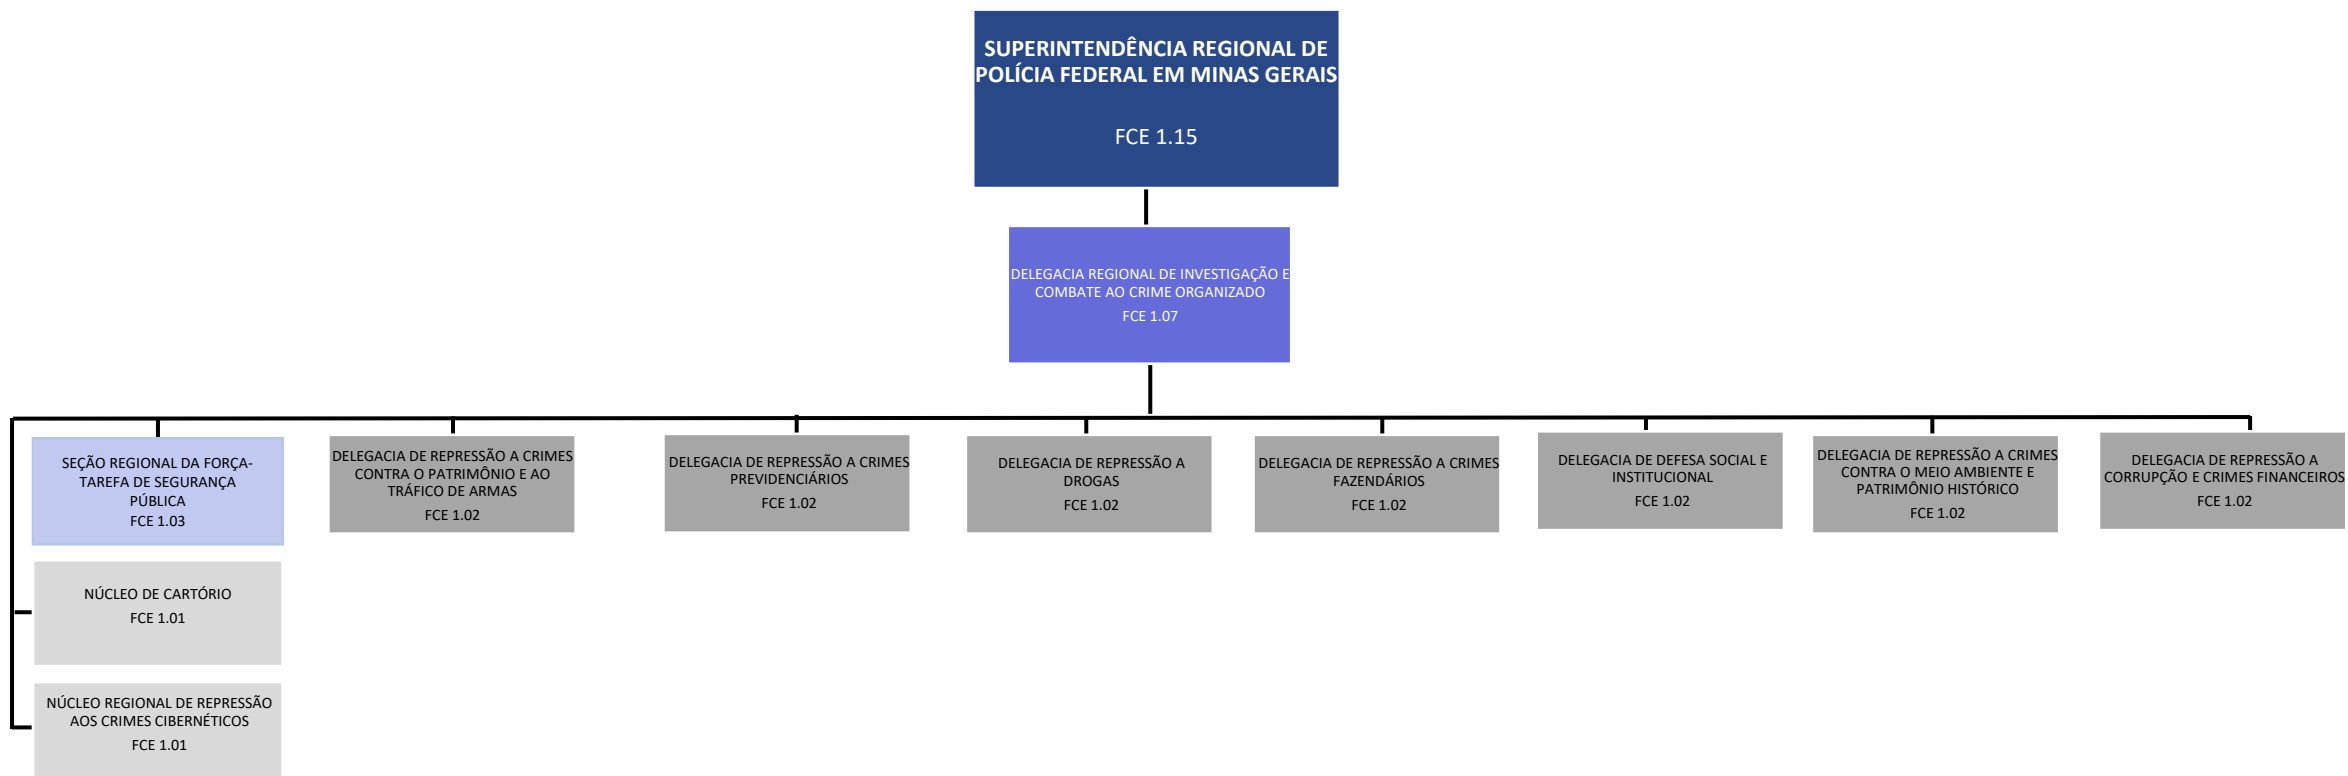 SUPERINTENDÊNCIA REGIONAL DE
POLÍCIA FEDERAL EM MINAS GERAIS
FCE 1.15
DELEGACIA REGIONAL DE INVESTIGAÇÃO E
COMBATE AO CRIME ORGANIZADO
FCE 1.07
SEÇÃO REGIONAL DA FORÇA-
TAREFA DE SEGURANÇA
PÚBLICA
FCE 1.03
DELEGACIA DE REPRESSÃO A CRIMES
CONTRA O PATRIMÔNIO E AO
TRÁFICO DE ARMAS
FCE 1.02
DELEGACIA DE REPRESSÃO A CRIMES
PREVIDENCIÁRIOS
FCE 1.02
DELEGACIA DE REPRESSÃO A
DROGAS
FCE 1.02
DELEGACIA DE REPRESSÃO A CRIMES
FAZENDÁRIOS
FCE 1.02
DELEGACIA DE DEFESA SOCIAL E
INSTITUCIONAL
FCE 1.02
DELEGACIA DE REPRESSÃO A CRIMES
CONTRA O MEIO AMBIENTE E
PATRIMÔNIO HISTÓRICO
FCE 1.02
DELEGACIA DE REPRESSÃO A
CORRUPÇÃO E CRIMES FINANCEIROS
FCE 1.02
NÚCLEO DE CARTÓRIO
FCE 1.01
NÚCLEO REGIONAL DE REPRESSÃO
AOS CRIMES CIBERNÉTICOS
FCE 1.01